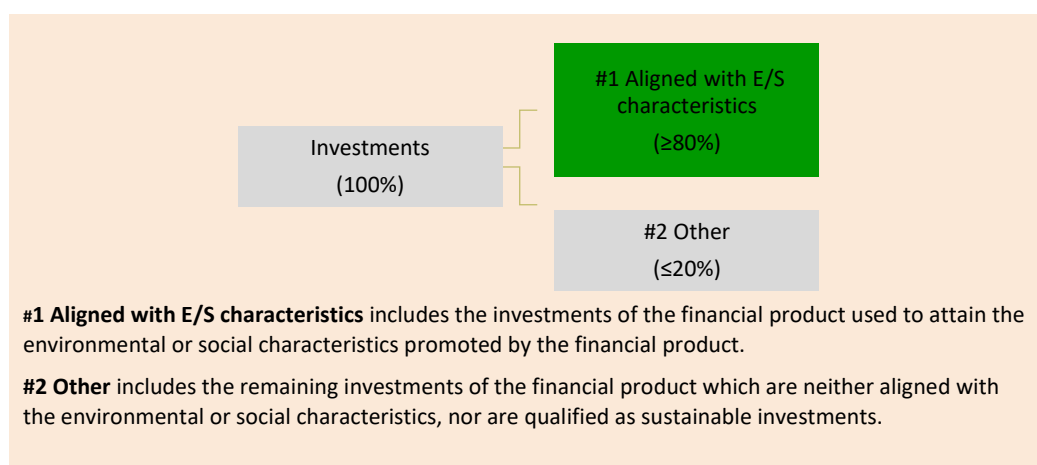 #1 Aligned with E/S
characteristics
(≥80%)
Investments
(100%)
#2 Other
(≤20%)
#1 Aligned with E/S characteristics includes the investments of the financial product used to attain the
environmental or social characteristics promoted by the financial product.
#2 Other includes the remaining investments of the financial product which are neither aligned with
the environmental or social characteristics, nor are qualified as sustainable investments.